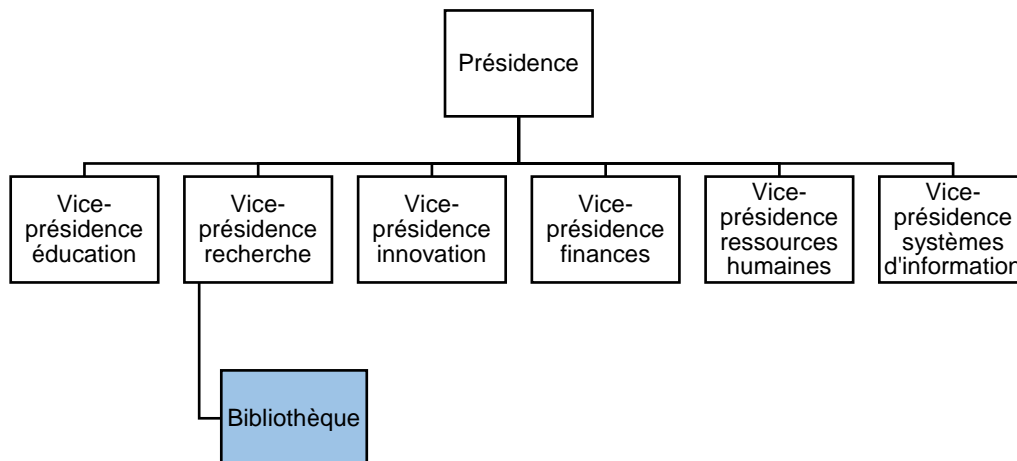 Présidence
Vice-
présidence
éducation
Vice-
présidence
recherche
Vice-
présidence
innovation
Vice-
présidence
finances
Vice-
présidence
ressources
humaines
Vice-
présidence
systèmes
d'information
Bibliothèque